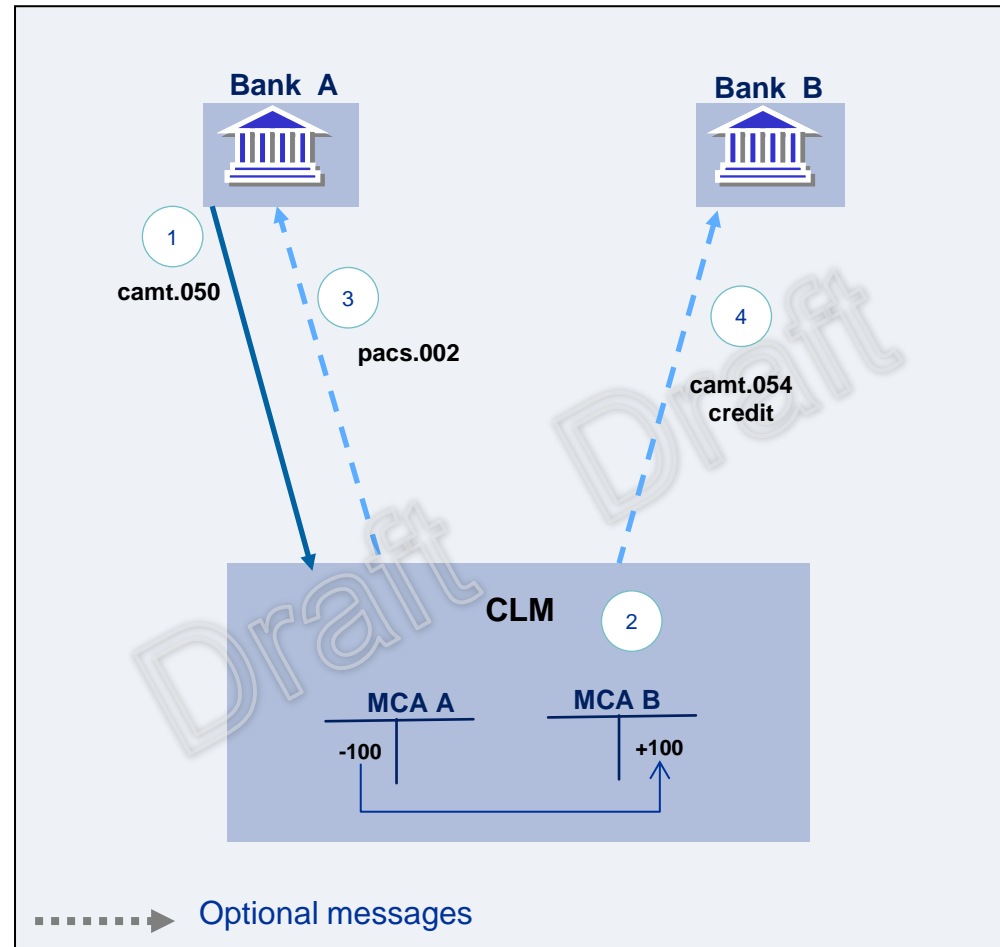 Bank A
Bank B
1
camt.050
3
pacs.002
4
camt.054
credit
Draft
Draft
CLM
2
MCA A
MCA B
-100
+100
Optional messages